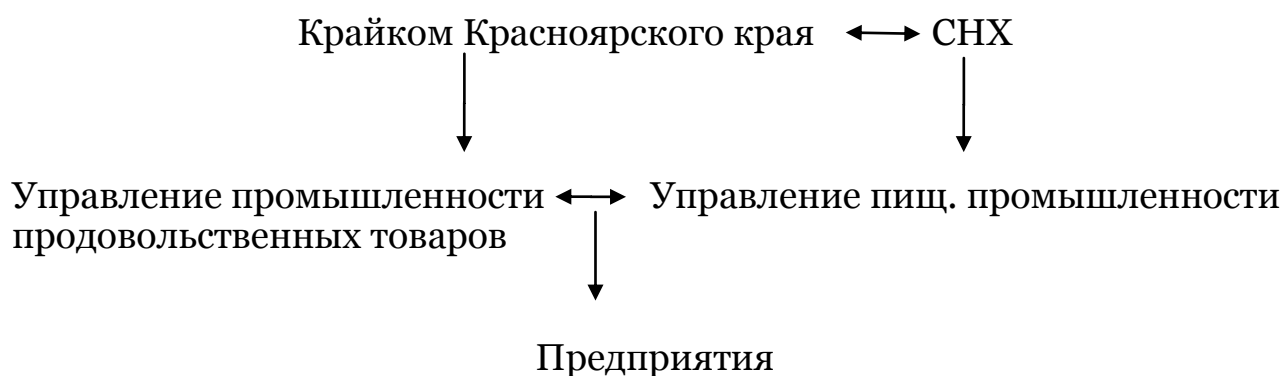 Крайком Красноярского края СНХ
Управление промышленности Управление пищ. промышленности
продовольственных товаров
Предприятия